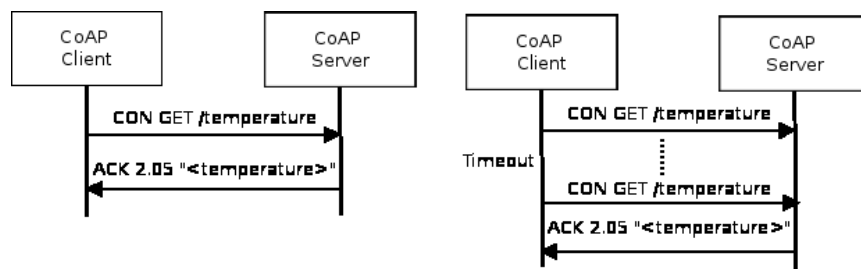 CoAP
Client
CoAP
Server
CON GET /temperature
ACK 2.05 "<temperature>"
CoAP
Client
CoAP
Server
CON GET /temperature
Timeout
CON GET /temperature
ACK 2.05 "<temperature>"